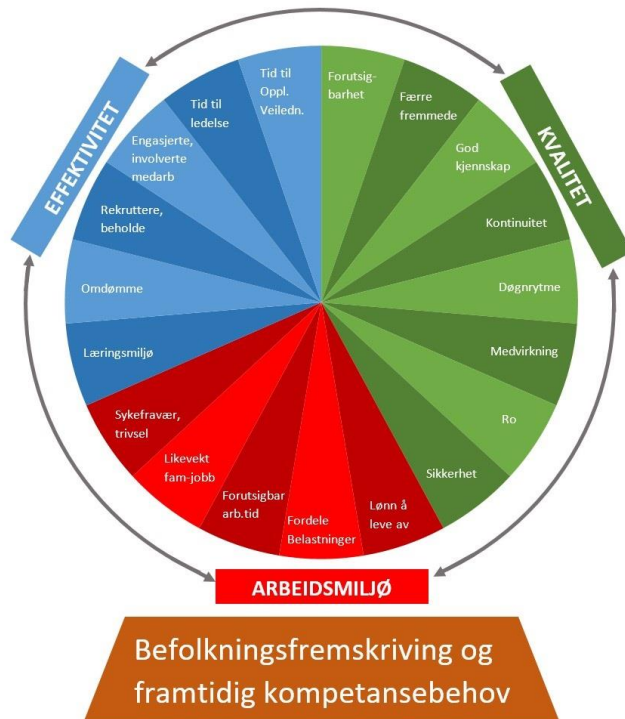 EFFEKTIVITET
KVALITET
Forutsig-
barhet
Færre
fremmede
God
kjennskap
Kontinuitet
Døgnrytme
Medvirkning
Ro
Sikkerhet
Lønn å
leve av
Fordele
Belastninger
Forutsigbar
arb.tid
Likevekt
fam-jobb
Sykefravær,
trivsel
Læringsmiljø
Omdømme
Rekruttere,
beholde
Engasjerte,
involverte
medarb
Tid til
ledelse
Tid til
Oppl.
Veiledn.
ARBEIDSMILJØ
Befolkningsfremskriving og
framtidig kompetansebehov